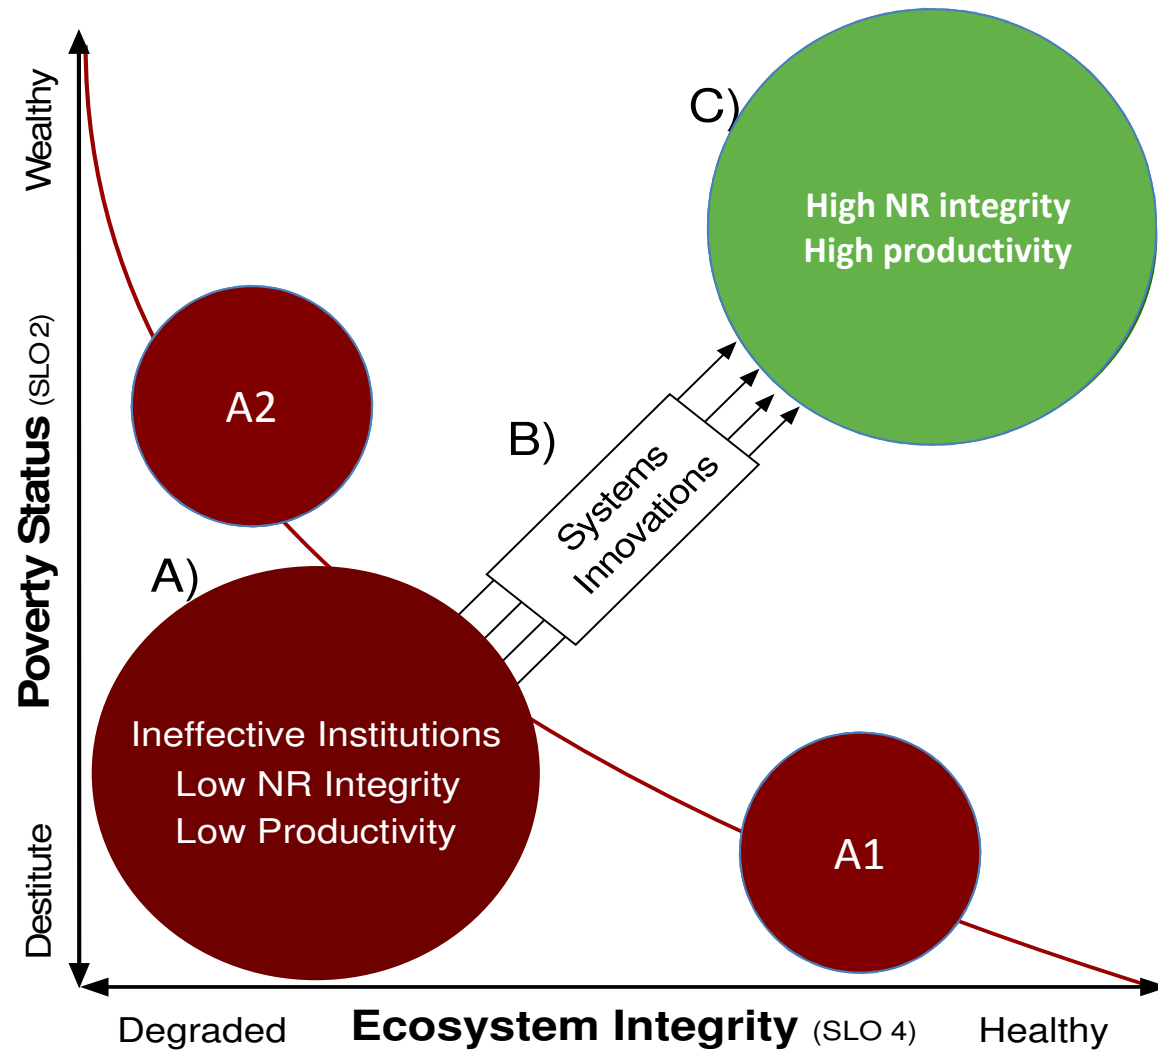 Wealthy
Poverty Status (SLO 2)
Destitute
C)
High NR integrity
High productivity
A2
B)
Systems
Innovations
A)
Ineffective Institutions
Low NR Integrity
Low Productivity
A1
Degraded
Ecosystem Integrity (SLO 4)
Healthy